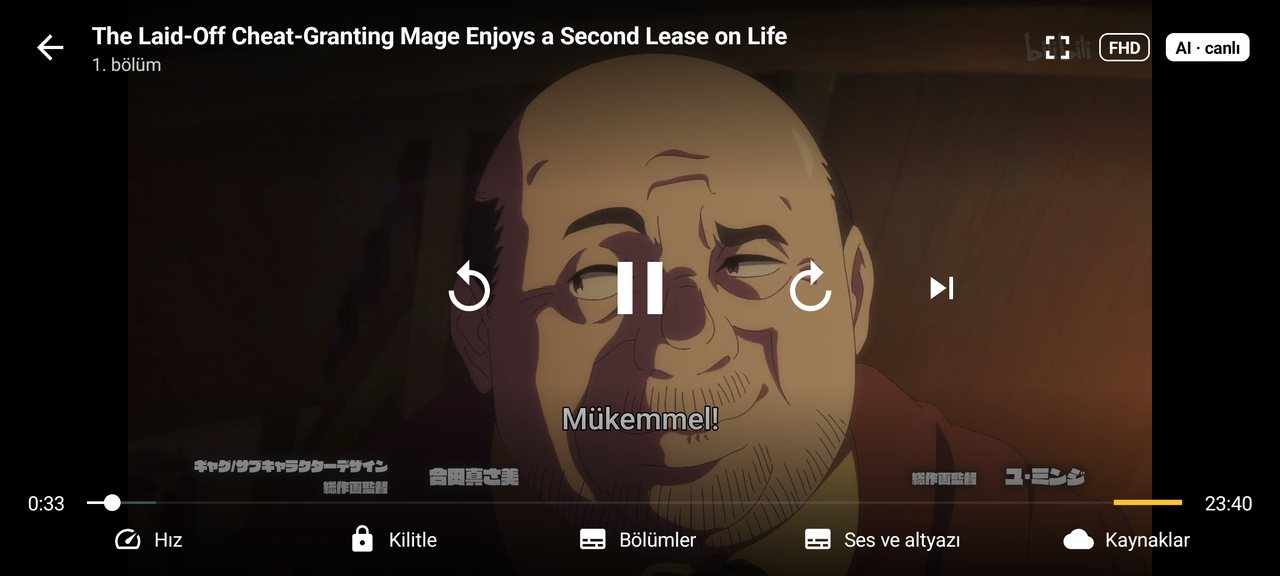 The Laid-Off Cheat-Granting Mage Enjoys a Second Lease on Life
1. bölüm
bilibili
FHD
AI · canlı
Mükemmel!
ギャグ/サブキャラクターデザイン
総作画監督
合田真さ美
総作画監督
ユ・ミンジ
0:33
23:40
Hız
Kilitle
Bölümler
Ses ve altyazı
Kaynaklar